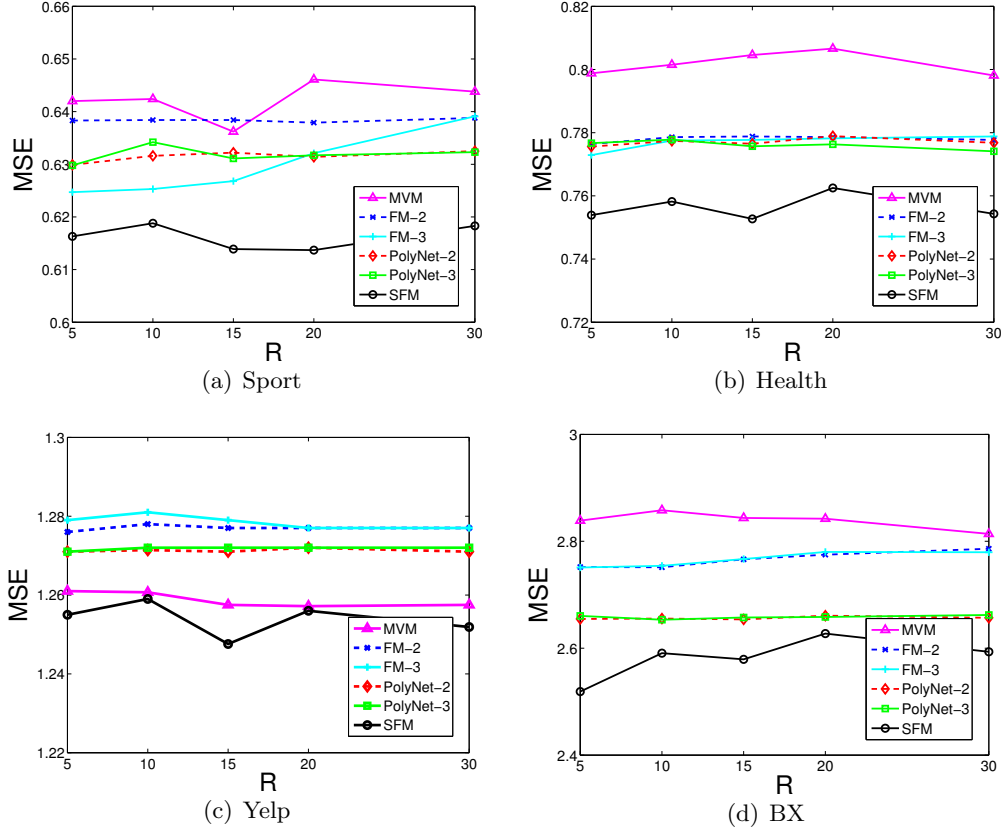 0.66
0.65
0.64
0.63
0.62
0.61
0.6
MSE
5 10 15 20 30
R
MVM
FM−2
FM−3
PolyNet−2
PolyNet−3
SFM
(a) Sport
0.82
0.8
0.78
0.76
0.74
0.72
MSE
5 10 15 20 30
R
MVM
FM−2
FM−3
PolyNet−2
PolyNet−3
SFM
(b) Health
1.3
1.28
1.26
1.24
1.22
MSE
5 10 15 20 30
R
MVM
FM−2
FM−3
PolyNet−2
PolyNet−3
SFM
(c) Yelp
3
2.8
2.6
2.4
MSE
5 10 15 20 30
R
MVM
FM−2
FM−3
PolyNet−2
PolyNet−3
SFM
(d) BX